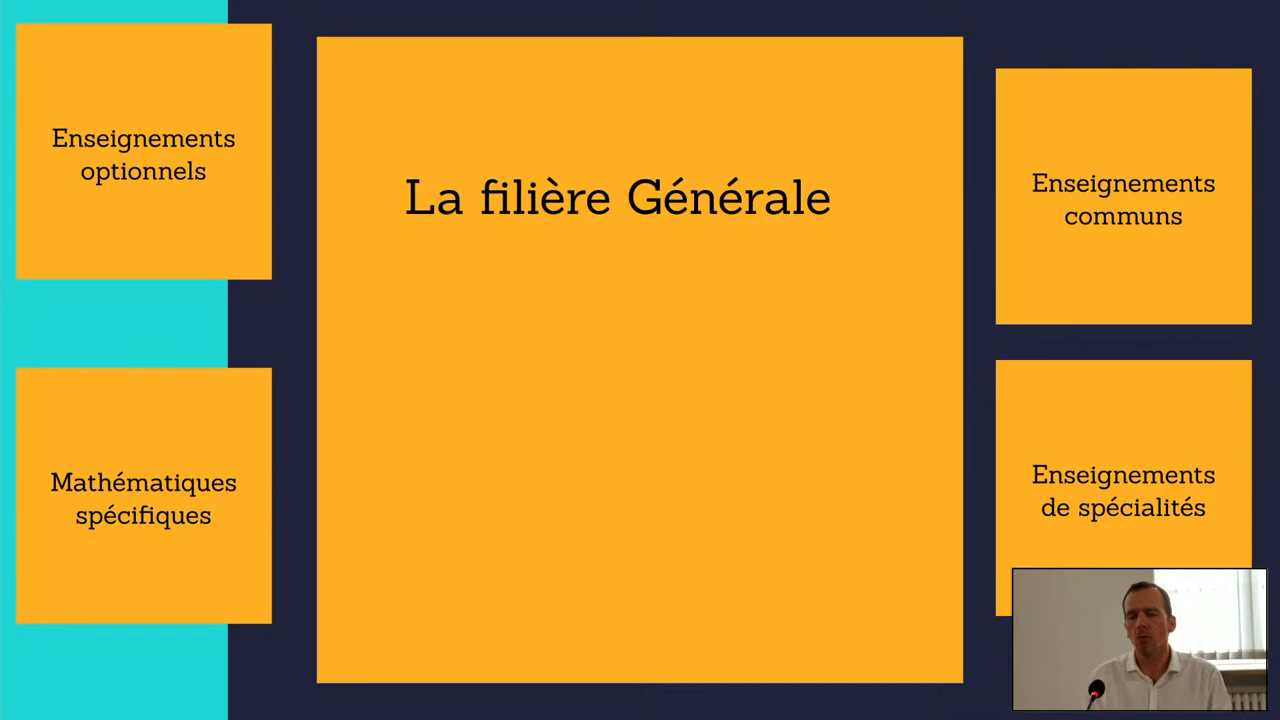 Enseignements
optionnels
La filière Générale
Enseignements
communs
Mathématiques
spécifiques
Enseignements
de spécialités